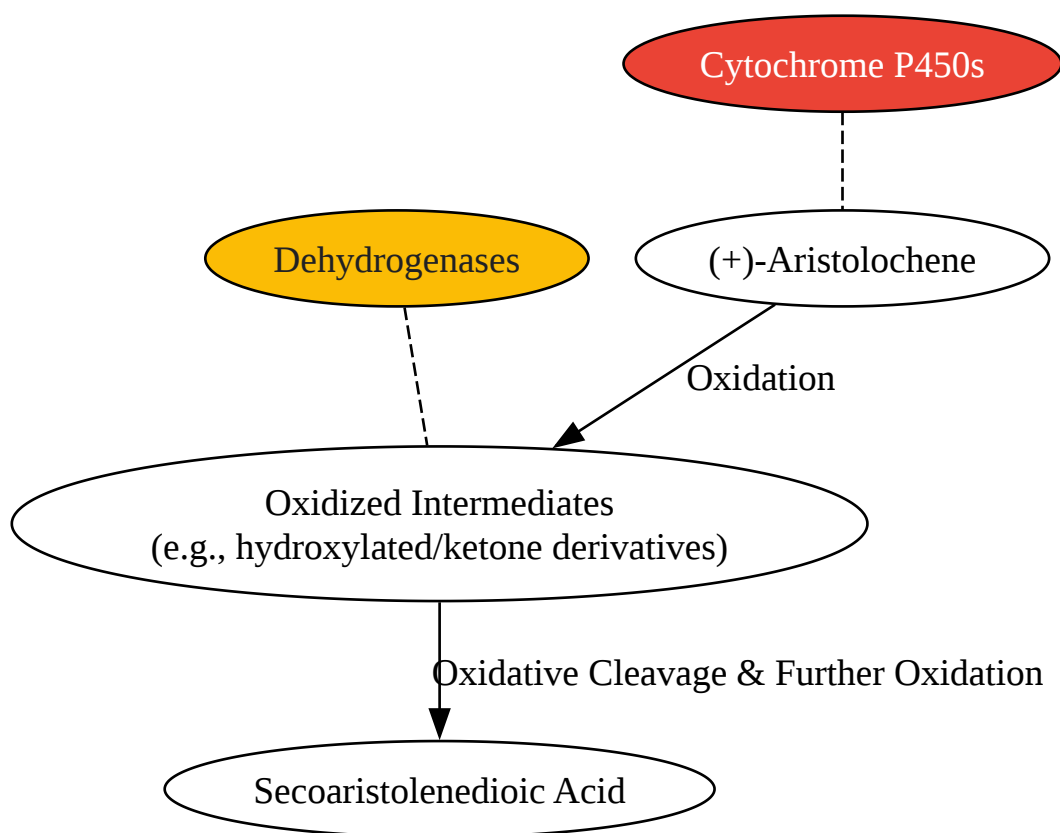 Cytochrome P450s
Dehydrogenases
(+)-Aristolochene
Oxidation
Oxidized Intermediates
(e.g., hydroxylated/ketone derivatives)
Oxidative Cleavage & Further Oxidation
Secoaristolenedioic Acid